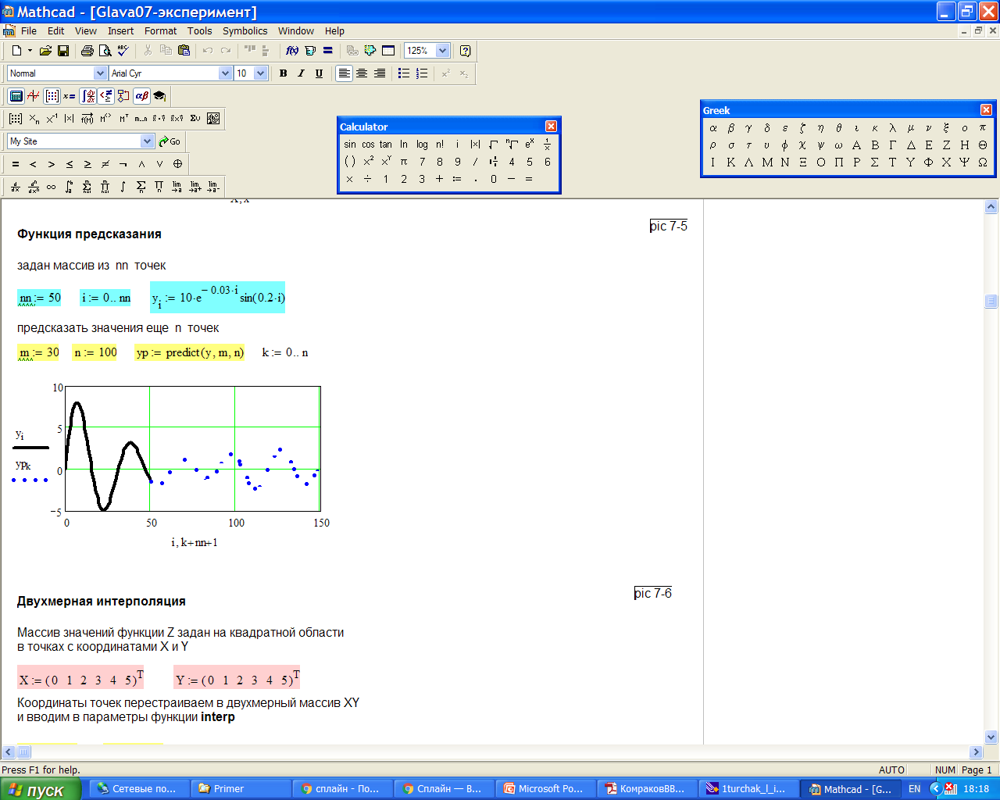 Mathcad - [Glava07-эксперимент]
File Edit View Insert Format Tools Symbolics Window Help
125%
Normal Arial Cyr 10 B I U
My Site Go
Calculator
sin cos tan ln log n! i |×| √ ⁿ√ eˣ 1/x
( ) x² xʸ π 7 8 9 / 4 5 6
× ÷ 1 2 3 + := . 0 − =
Greek
α β γ δ ε ζ η θ ι κ λ μ ν ξ ο π
ρ σ τ υ ϕ χ ψ ω Α Β Γ Δ Ε Ζ Η Θ
Ι Κ Λ Μ Ν Ξ Ο Π Ρ Σ Τ Υ Φ Χ Ψ Ω
Функция предсказания
pic 7-5
задан массив из nn точек
nn := 50 i := 0.. nn y_i := 10·e^(−0.03·i) sin(0.2·i)
предсказать значения еще n точек
m := 30 n := 100 yp := predict(y, m, n) k := 0.. n
10
5
0
−5
y_i
yp_k
0 50 100 150
i, k+nn+1
Двухмерная интерполяция
pic 7-6
Массив значений функции Z задан на квадратной области
в точках с координатами X и Y
X := (0 1 2 3 4 5)^T Y := (0 1 2 3 4 5)^T
Координаты точек перестраиваем в двухмерный массив XY
и вводим в параметры функции interp
Press F1 for help. AUTO NUM Page 1
пуск Сетевые по... Primer сплайн - По... Сплайн — В... Microsoft Po... КомраковВВ... 1turchak_l_i... Mathcad - [G... EN 18:18